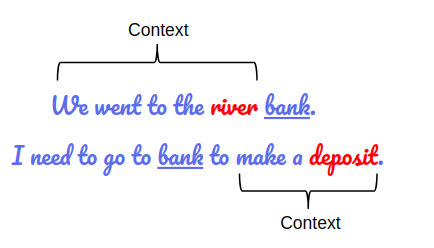 Context
We went to the river bank.
I need to go to bank to make a deposit.
Context